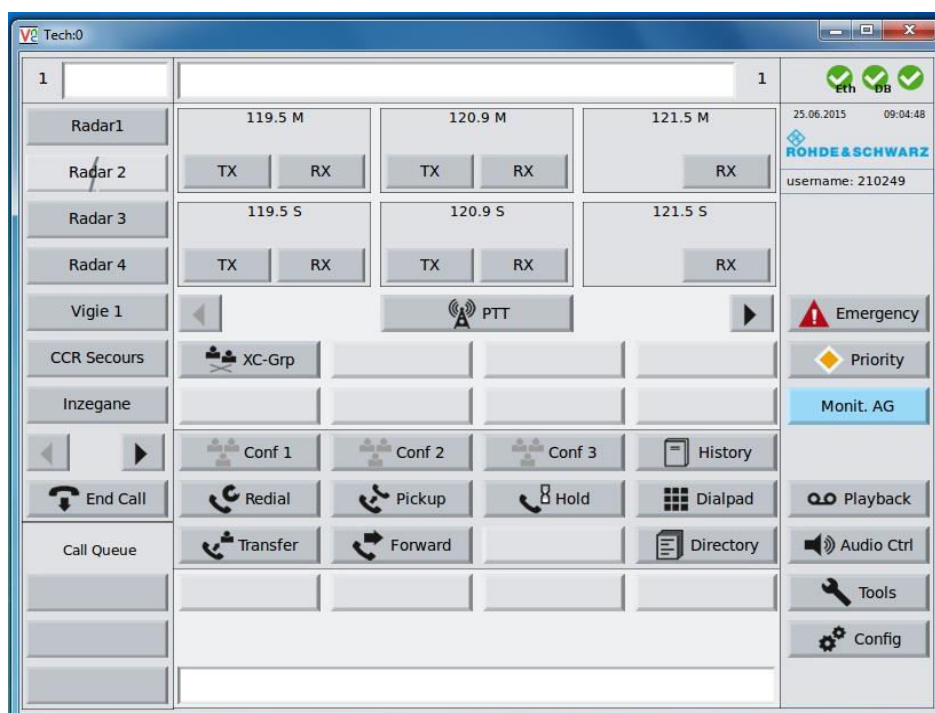 V2 Tech:0
1
1
Eth DB
25.06.2015 09:04:48
ROHDE&SCHWARZ
username: 210249
Radar1
Radar 2
Radar 3
Radar 4
Vigie 1
CCR Secours
Inzegane
End Call
Call Queue
119.5 M
TX RX
120.9 M
TX RX
121.5 M
RX
119.5 S
TX RX
120.9 S
TX RX
121.5 S
RX
PTT
XC-Grp
Conf 1 Conf 2 Conf 3 History
Redial Pickup Hold Dialpad
Transfer Forward Directory
Emergency
Priority
Monit. AG
Playback
Audio Ctrl
Tools
Config